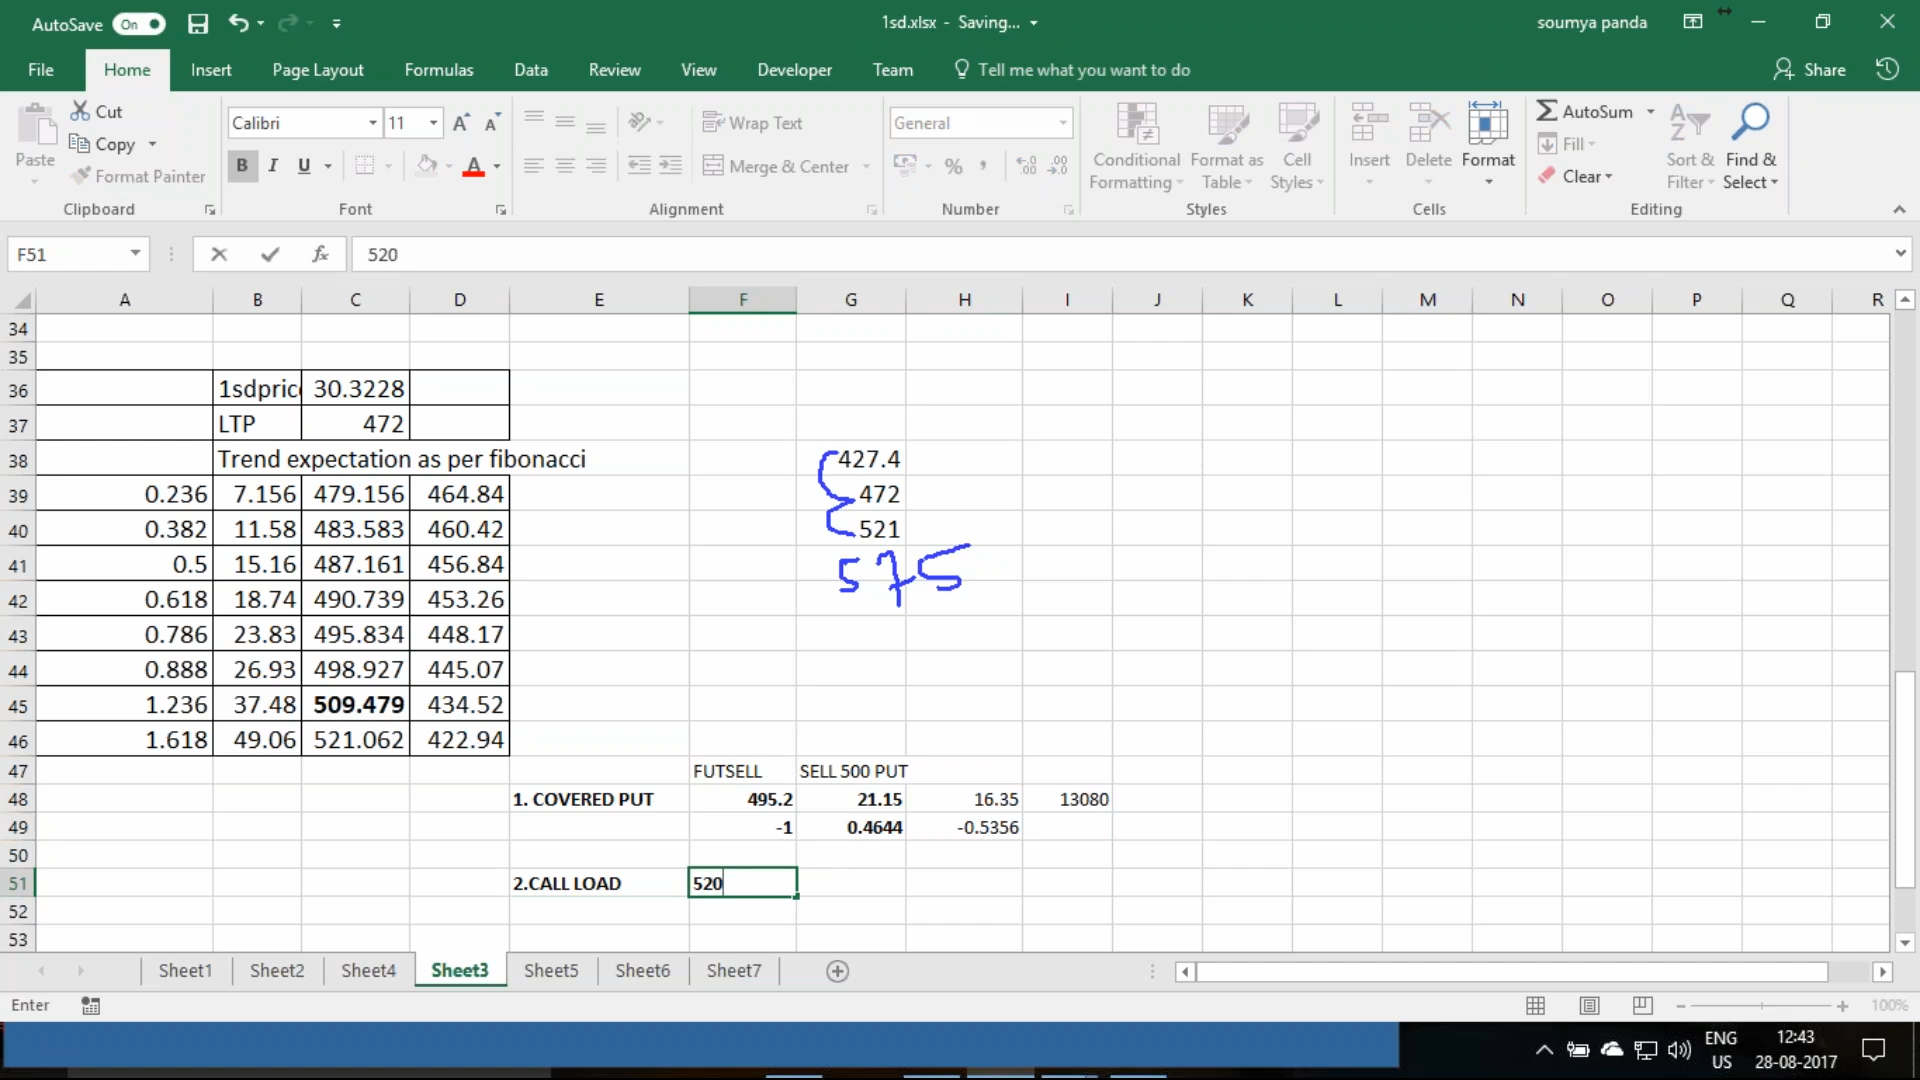 AutoSave On 1sd.xlsx - Saving... soumya panda
File Home Insert Page Layout Formulas Data Review View Developer Team Tell me what you want to do Share
Paste Cut Copy Format Painter Clipboard
Calibri 11 B I U A Font
Wrap Text Merge & Center Alignment
General % Number
Conditional Formatting Format as Table Cell Styles Styles
Insert Delete Format Cells
AutoSum Fill Clear Sort & Filter Find & Select Editing
F51 fx 520
A B C D E F G H I J K L M N O P Q R
34
35
36 1sdpric 30.3228
37 LTP 472
38 Trend expectation as per fibonacci 427.4
39 0.236 7.156 479.156 464.84 472
40 0.382 11.58 483.583 460.42 521
41 0.5 15.16 487.161 456.84 575
42 0.618 18.74 490.739 453.26
43 0.786 23.83 495.834 448.17
44 0.888 26.93 498.927 445.07
45 1.236 37.48 509.479 434.52
46 1.618 49.06 521.062 422.94
47 FUTSELL SELL 500 PUT
48 1. COVERED PUT 495.2 21.15 16.35 13080
49 -1 0.4644 -0.5356
50
51 2.CALL LOAD 520
52
53
Sheet1 Sheet2 Sheet4 Sheet3 Sheet5 Sheet6 Sheet7
Enter 100%
ENG 12:43
US 28-08-2017